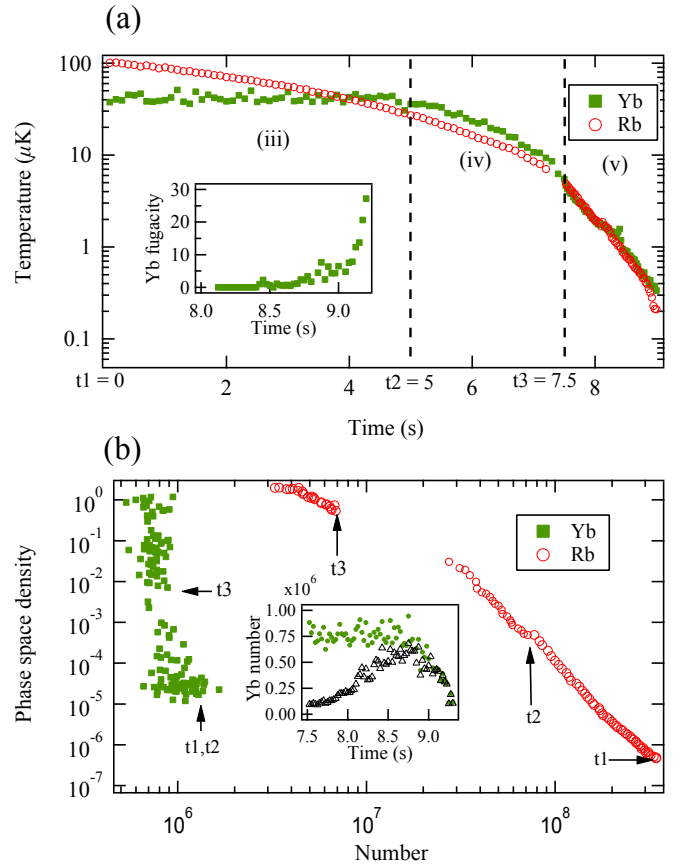 (a)
100
10
1
0.1
Temperature (μK)
(iii)
(iv)
(v)
Yb
Rb
30
20
10
0
Yb fugacity
8.0
8.5
9.0
Time (s)
t1 = 0
2
4
t2 = 5
6
t3 = 7.5
8
Time (s)
(b)
10^0
10^-1
10^-2
10^-3
10^-4
10^-5
10^-6
10^-7
Phase space density
t3
t1,t2
t3
Yb
Rb
t2
t1
x10^6
1.00
0.75
0.50
0.25
0.00
Yb number
7.5
8.0
8.5
9.0
Time (s)
10^6
10^7
10^8
Number